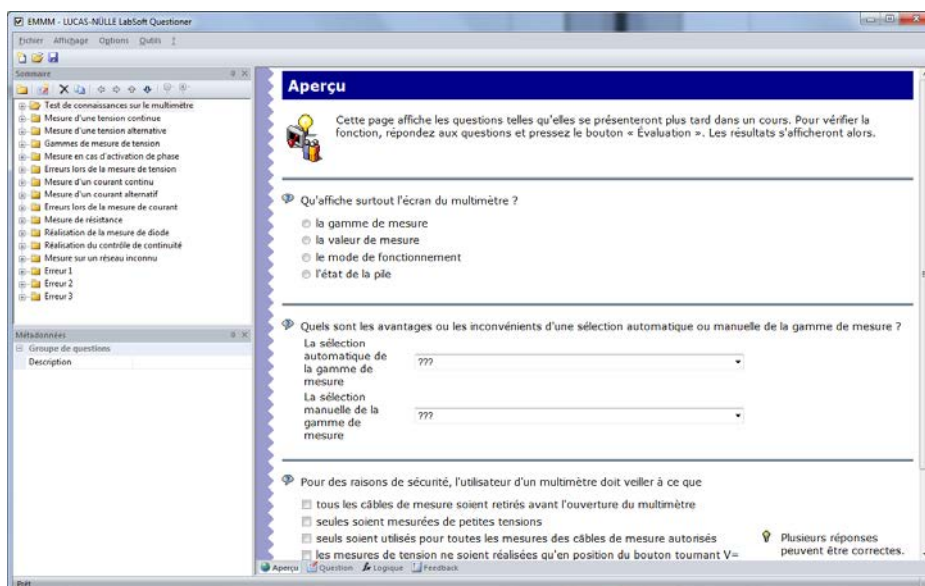 EMMM - LUCAS-NÜLLE LabSoft Questioner
Fichier Affichage Options Outils ?
Sommaire
Test de connaissances sur le multimètre
Mesure d'une tension continue
Mesure d'une tension alternative
Gammes de mesure de tension
Mesure en cas d'activation de phase
Erreurs lors de la mesure de tension
Mesure d'un courant continu
Mesure d'un courant alternatif
Erreurs lors de la mesure de courant
Mesure de résistance
Réalisation de la mesure de diode
Réalisation du contrôle de continuité
Mesure sur un réseau inconnu
Erreur 1
Erreur 2
Erreur 3
Métadonnées
Groupe de questions
Description
Aperçu
Cette page affiche les questions telles qu'elles se présenteront plus tard dans un cours. Pour vérifier la
fonction, répondez aux questions et pressez le bouton « Évaluation ». Les résultats s'afficheront alors.
Qu'affiche surtout l'écran du multimètre ?
la gamme de mesure
la valeur de mesure
le mode de fonctionnement
l'état de la pile
Quels sont les avantages ou les inconvénients d'une sélection automatique ou manuelle de la gamme de mesure ?
La sélection
automatique de
la gamme de
mesure
???
La sélection
manuelle de la
gamme de
mesure
???
Pour des raisons de sécurité, l'utilisateur d'un multimètre doit veiller à ce que
tous les câbles de mesure soient retirés avant l'ouverture du multimètre
seules soient mesurées de petites tensions
seuls soient utilisés pour toutes les mesures des câbles de mesure autorisés
les mesures de tension ne soient réalisées qu'en position du bouton tournant V=
Plusieurs réponses
peuvent être correctes.
Aperçu Question Logique Feedback
Prêt